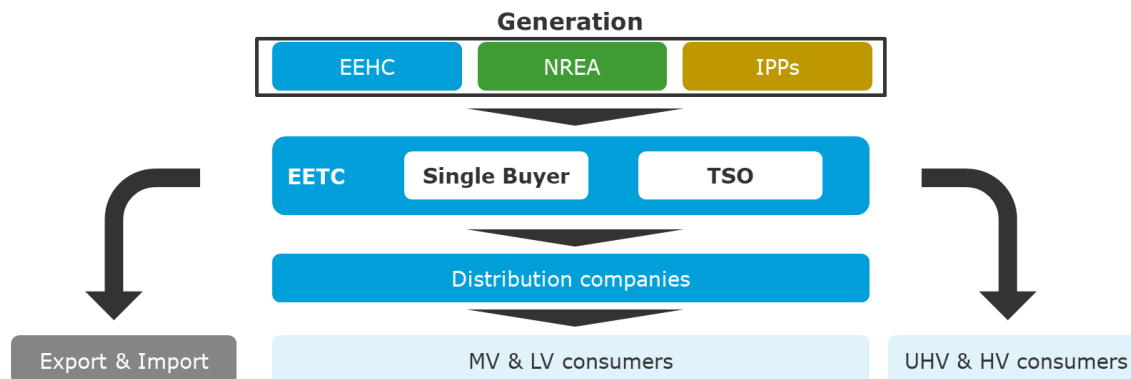 Generation
EEHC
NREA
IPPs
EETC
Single Buyer
TSO
Distribution companies
Export & Import
MV & LV consumers
UHV & HV consumers